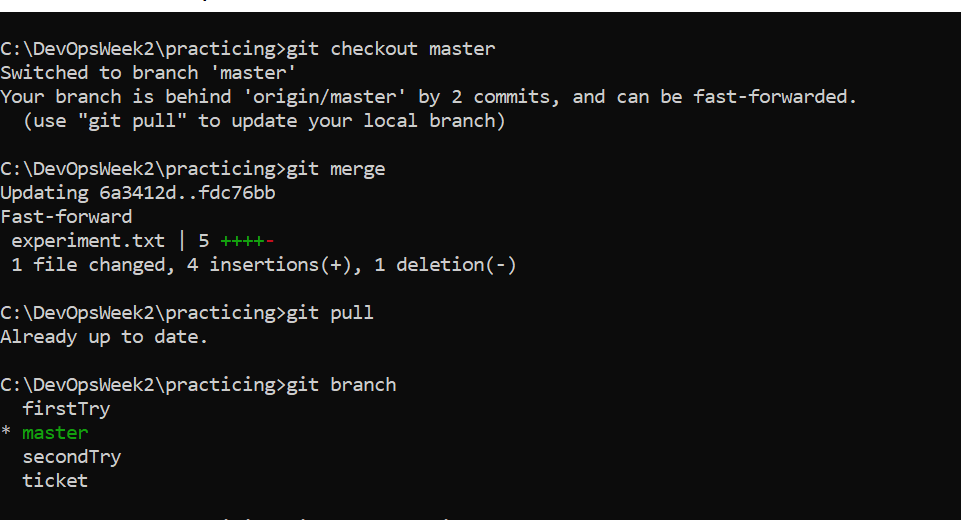 C:\DevOpsWeek2\practicing>git checkout master
Switched to branch 'master'
Your branch is behind 'origin/master' by 2 commits, and can be fast-forwarded.
  (use "git pull" to update your local branch)
C:\DevOpsWeek2\practicing>git merge
Updating 6a3412d..fdc76bb
Fast-forward
 experiment.txt | 5 ++++-
 1 file changed, 4 insertions(+), 1 deletion(-)
C:\DevOpsWeek2\practicing>git pull
Already up to date.
C:\DevOpsWeek2\practicing>git branch
  firstTry
* master
  secondTry
  ticket